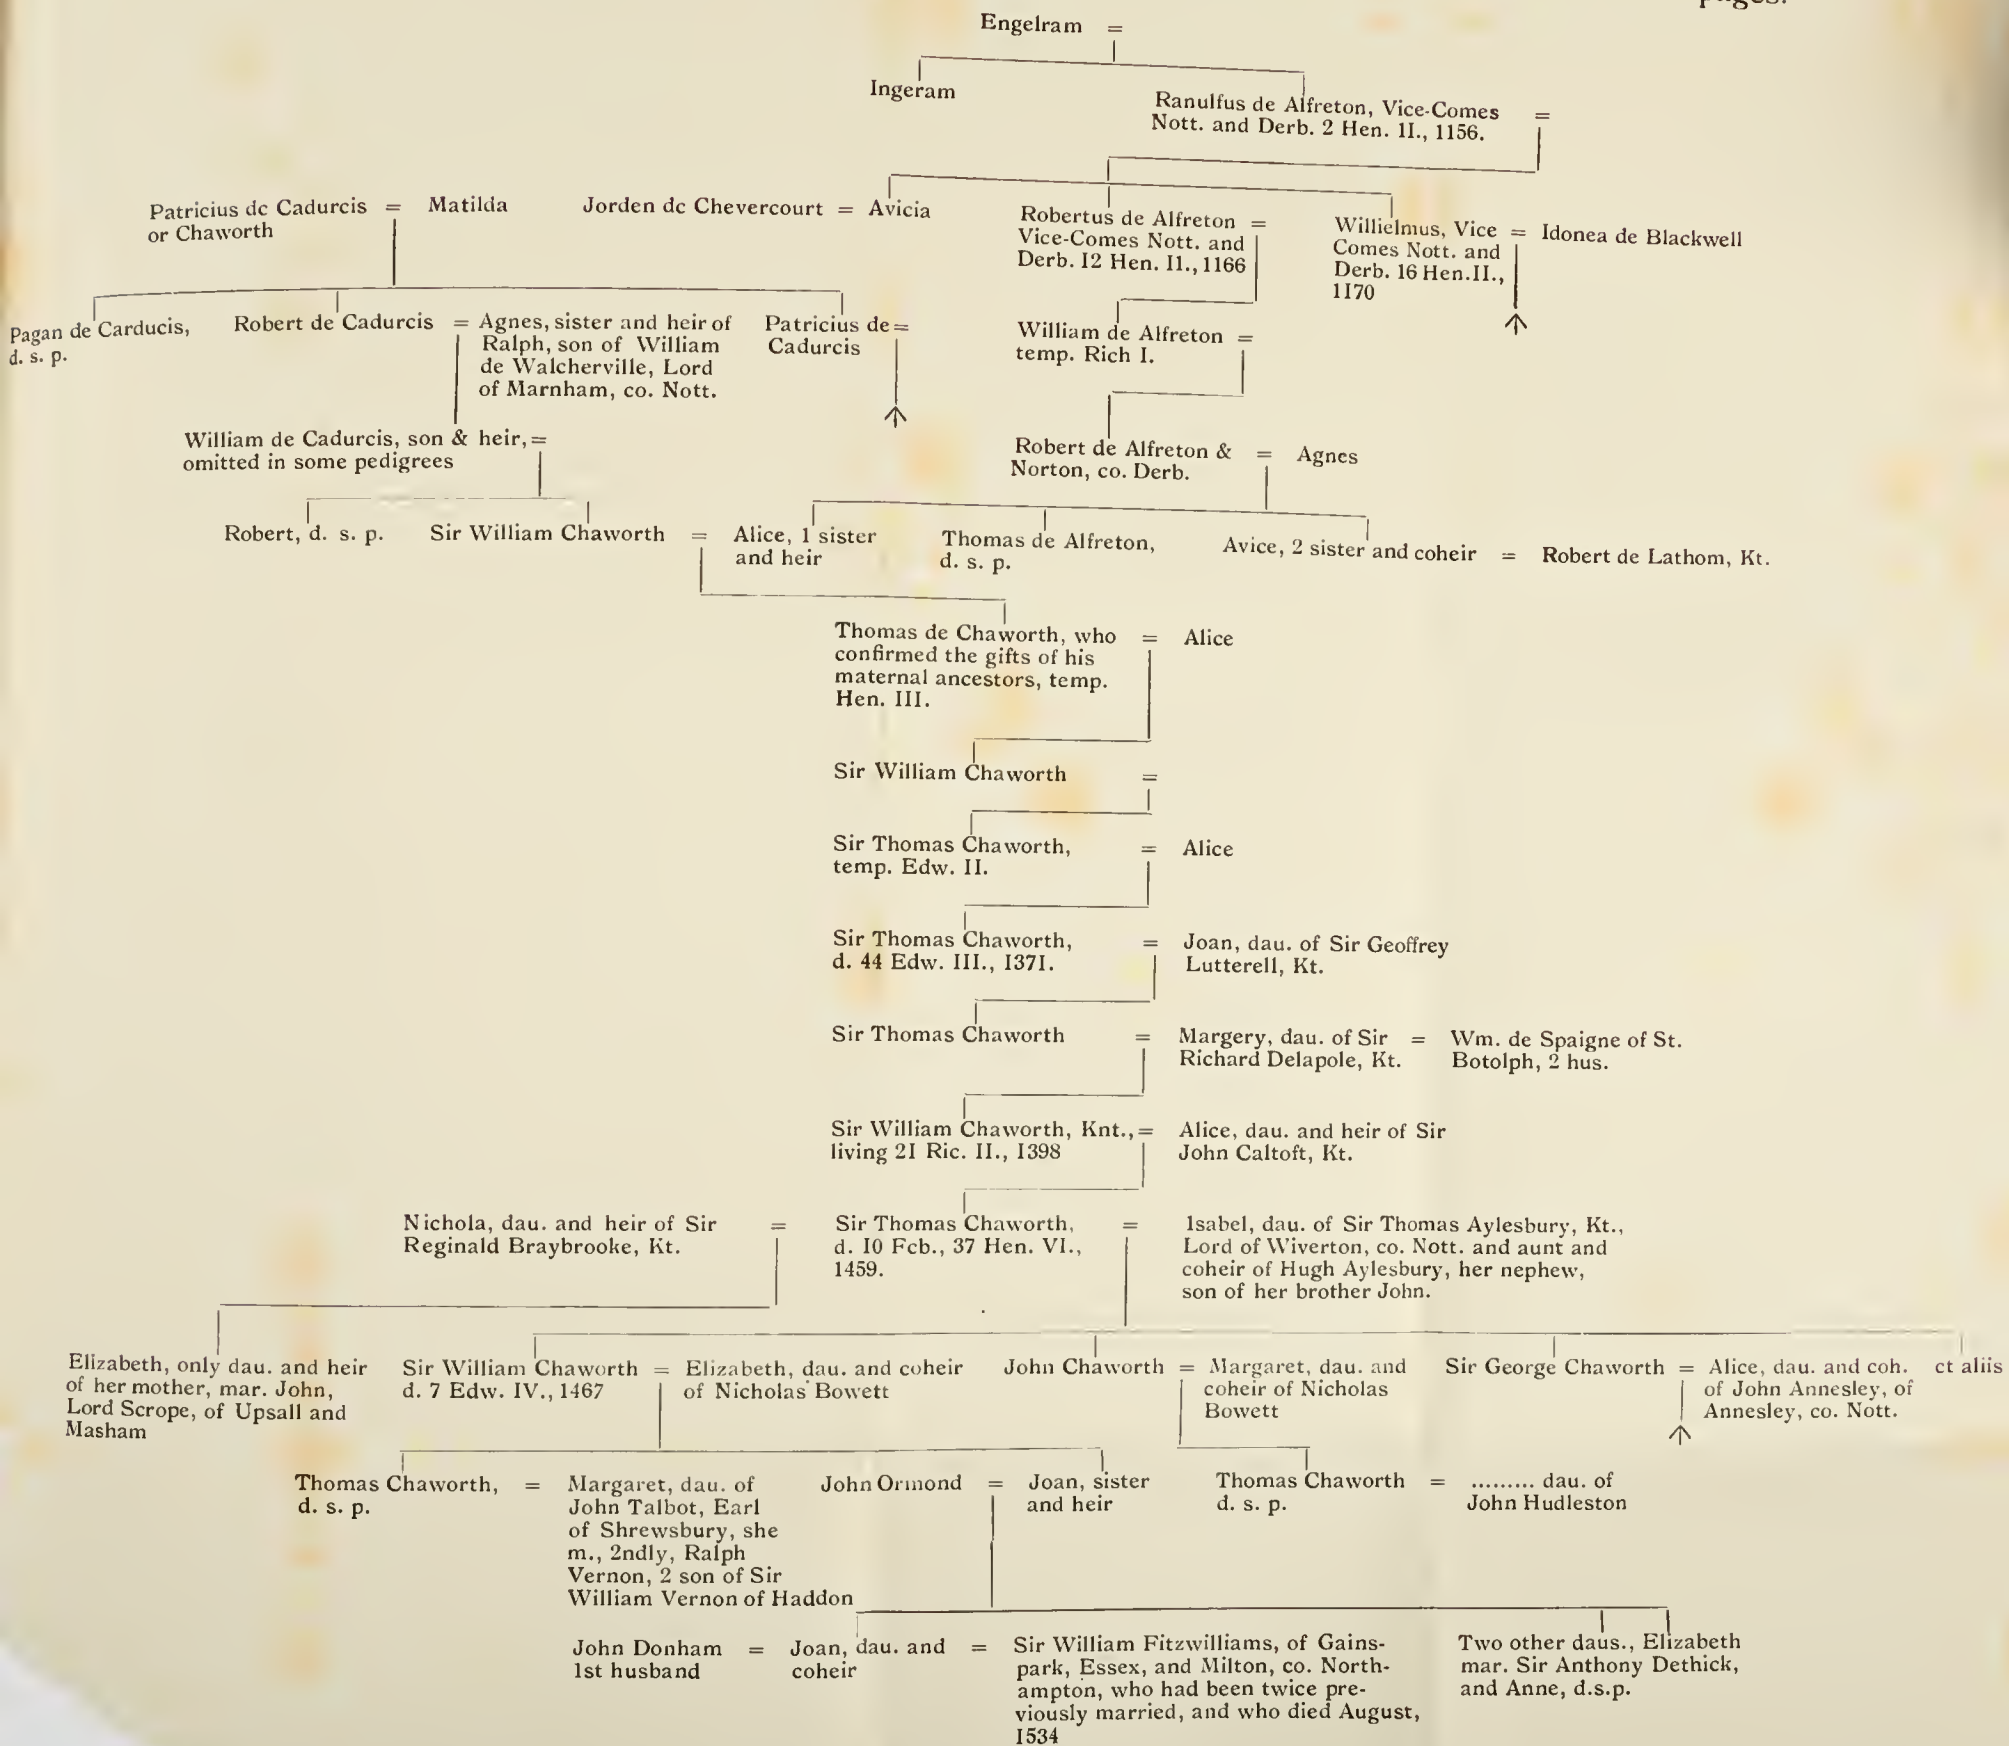 pages.
Engelram =
Ingeram
Ranulfus de Alfreton, Vice-Comes =
Nott. and Derb. 2 Hen. 1I., 1156.
Patricius dc Cadurcis = Matilda
or Chaworth
Jorden dc Chevercourt = Avicia
Robertus de Alfreton =
Vice-Comes Nott. and
Derb. 12 Hen. I1., 1166
Willielmus, Vice = Idonea de Blackwell
Comes Nott. and
Derb. 16 Hen.II.,
1170
Pagan de Carducis,
d. s. p.
Robert de Cadurcis = Agnes, sister and heir of
Ralph, son of William
de Walcherville, Lord
of Marnham, co. Nott.
Patricius de =
Cadurcis
William de Alfreton =
temp. Rich I.
William de Cadurcis, son & heir, =
omitted in some pedigrees
Robert de Alfreton & = Agnes
Norton, co. Derb.
Robert, d. s. p.
Sir William Chaworth = Alice, 1 sister
and heir
Thomas de Alfreton,
d. s. p.
Avice, 2 sister and coheir = Robert de Lathom, Kt.
Thomas de Chaworth, who = Alice
confirmed the gifts of his
maternal ancestors, temp.
Hen. III.
Sir William Chaworth =
Sir Thomas Chaworth, = Alice
temp. Edw. II.
Sir Thomas Chaworth, = Joan, dau. of Sir Geoffrey
d. 44 Edw. III., 1371. Lutterell, Kt.
Sir Thomas Chaworth = Margery, dau. of Sir = Wm. de Spaigne of St.
Richard Delapole, Kt. Botolph, 2 hus.
Sir William Chaworth, Knt., = Alice, dau. and heir of Sir
living 21 Ric. II., 1398 John Caltoft, Kt.
Nichola, dau. and heir of Sir =
Reginald Braybrooke, Kt.
Sir Thomas Chaworth, =
d. 10 Fcb., 37 Hen. VI.,
1459.
Isabel, dau. of Sir Thomas Aylesbury, Kt.,
Lord of Wiverton, co. Nott. and aunt and
coheir of Hugh Aylesbury, her nephew,
son of her brother John.
Elizabeth, only dau. and heir
of her mother, mar. John,
Lord Scrope, of Upsall and
Masham
Sir William Chaworth = Elizabeth, dau. and coheir
d. 7 Edw. IV., 1467 of Nicholas Bowett
John Chaworth = Margaret, dau. and
coheir of Nicholas
Bowett
Sir George Chaworth = Alice, dau. and coh.
of John Annesley, of
Annesley, co. Nott.
ct aliis
Thomas Chaworth, =
d. s. p.
Margaret, dau. of
John Talbot, Earl
of Shrewsbury, she
m., 2ndly, Ralph
Vernon, 2 son of Sir
William Vernon of Haddon
John Ormond = Joan, sister
and heir
Thomas Chaworth = ......... dau. of
d. s. p. John Hudleston
John Donham = Joan, dau. and =
1st husband coheir
Sir William Fitzwilliams, of Gains-
park, Essex, and Milton, co. North-
ampton, who had been twice pre-
viously married, and who died August,
1534
Two other daus., Elizabeth
mar. Sir Anthony Dethick,
and Anne, d.s.p.